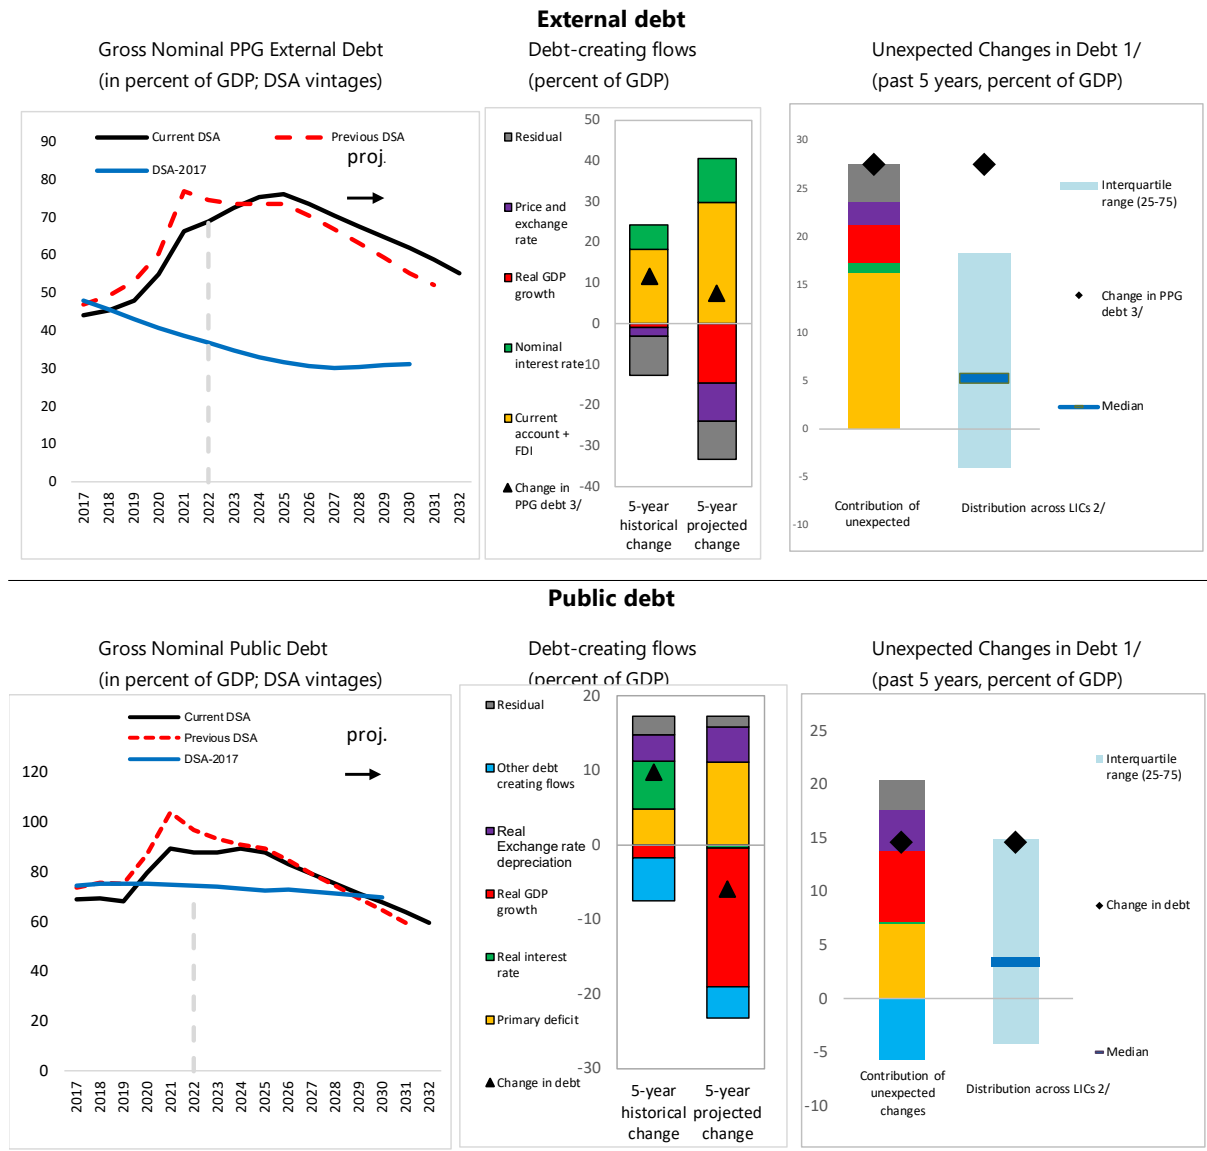 External debt
Gross Nominal PPG External Debt
(in percent of GDP; DSA vintages)
Debt-creating flows
(percent of GDP)
Unexpected Changes in Debt 1/
(past 5 years, percent of GDP)
Current DSA
Previous DSA
DSA-2017
proj.
90
80
70
60
50
40
30
20
10
0
2017
2018
2019
2020
2021
2022
2023
2024
2025
2026
2027
2028
2029
2030
2031
2032
Residual
Price and
exchange
rate
Real GDP
growth
Nominal
interest rate
Current
account +
FDI
Change in
PPG debt 3/
50
40
30
20
10
0
-10
-20
-30
-40
5-year
historical
change
5-year
projected
change
30
25
20
15
10
5
0
-5
-10
Interquartile
range (25-75)
Change in PPG
debt 3/
Median
Contribution of
unexpected
Distribution across LICs 2/
Public debt
Gross Nominal Public Debt
(in percent of GDP; DSA vintages)
Debt-creating flows
(percent of GDP)
Unexpected Changes in Debt 1/
(past 5 years, percent of GDP)
Current DSA
Previous DSA
DSA-2017
proj.
120
100
80
60
40
20
0
2017
2018
2019
2020
2021
2022
2023
2024
2025
2026
2027
2028
2029
2030
2031
2032
Residual
Other debt
creating flows
Real
Exchange rate
depreciation
Real GDP
growth
Real interest
rate
Primary deficit
Change in debt
20
10
0
-10
-20
-30
5-year
historical
change
5-year
projected
change
25
20
15
10
5
0
-5
-10
Interquartile
range (25-75)
Change in debt
Median
Contribution of
unexpected
changes
Distribution across LICs 2/